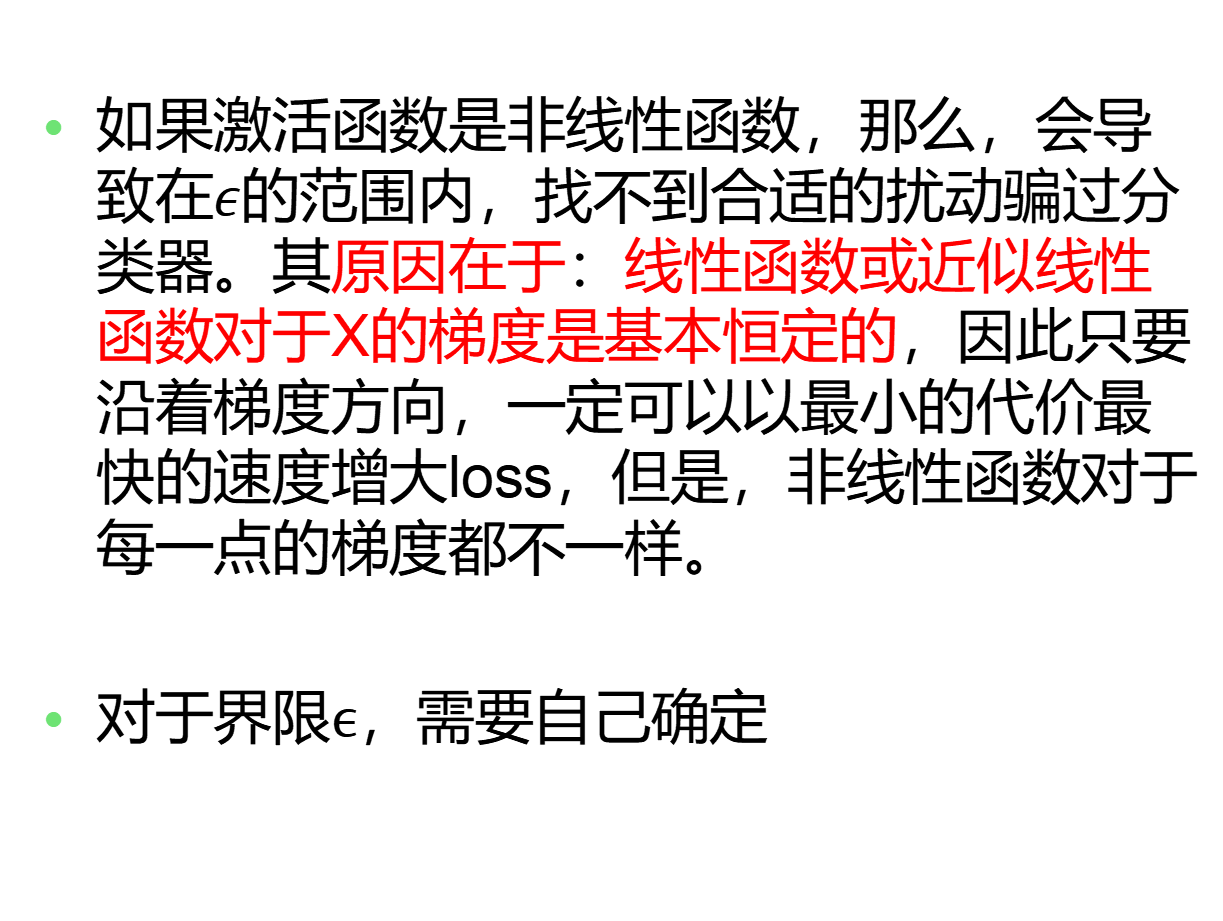 • 如果激活函数是非线性函数，那么，会导
致在ϵ的范围内，找不到合适的扰动骗过分
类器。其原因在于：线性函数或近似线性
函数对于X的梯度是基本恒定的，因此只要
沿着梯度方向，一定可以以最小的代价最
快的速度增大loss，但是，非线性函数对于
每一点的梯度都不一样。
• 对于界限ϵ，需要自己确定